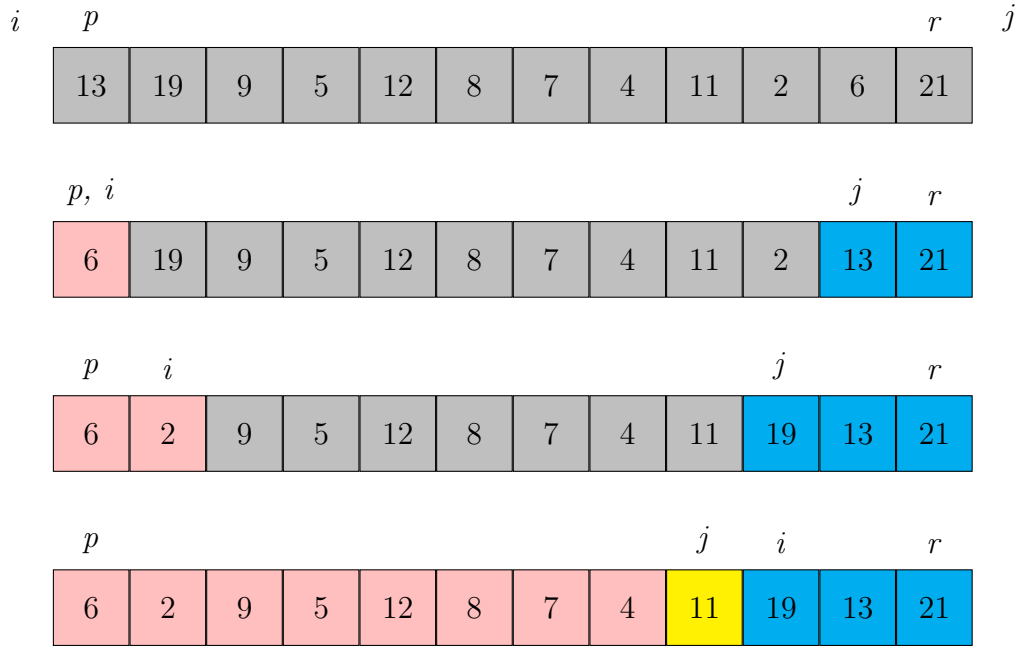 i p r j
13 19 9 5 12 8 7 4 11 2 6 21
p, i j r
6 19 9 5 12 8 7 4 11 2 13 21
p i j r
6 2 9 5 12 8 7 4 11 19 13 21
p j i r
6 2 9 5 12 8 7 4 11 19 13 21